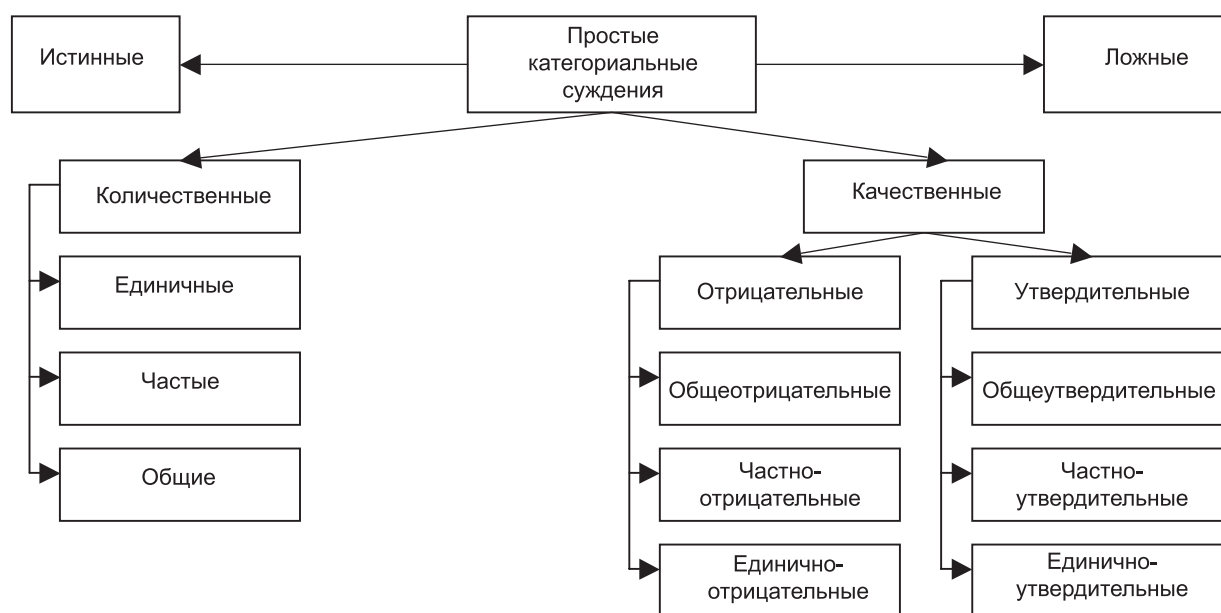 Истинные
Простые
категориальные
суждения
Ложные
Количественные
Качественные
Единичные
Отрицательные
Утвердительные
Частые
Общеотрицательные
Общеутвердительные
Общие
Частно-
отрицательные
Частно-
утвердительные
Единично-
отрицательные
Единично-
утвердительные